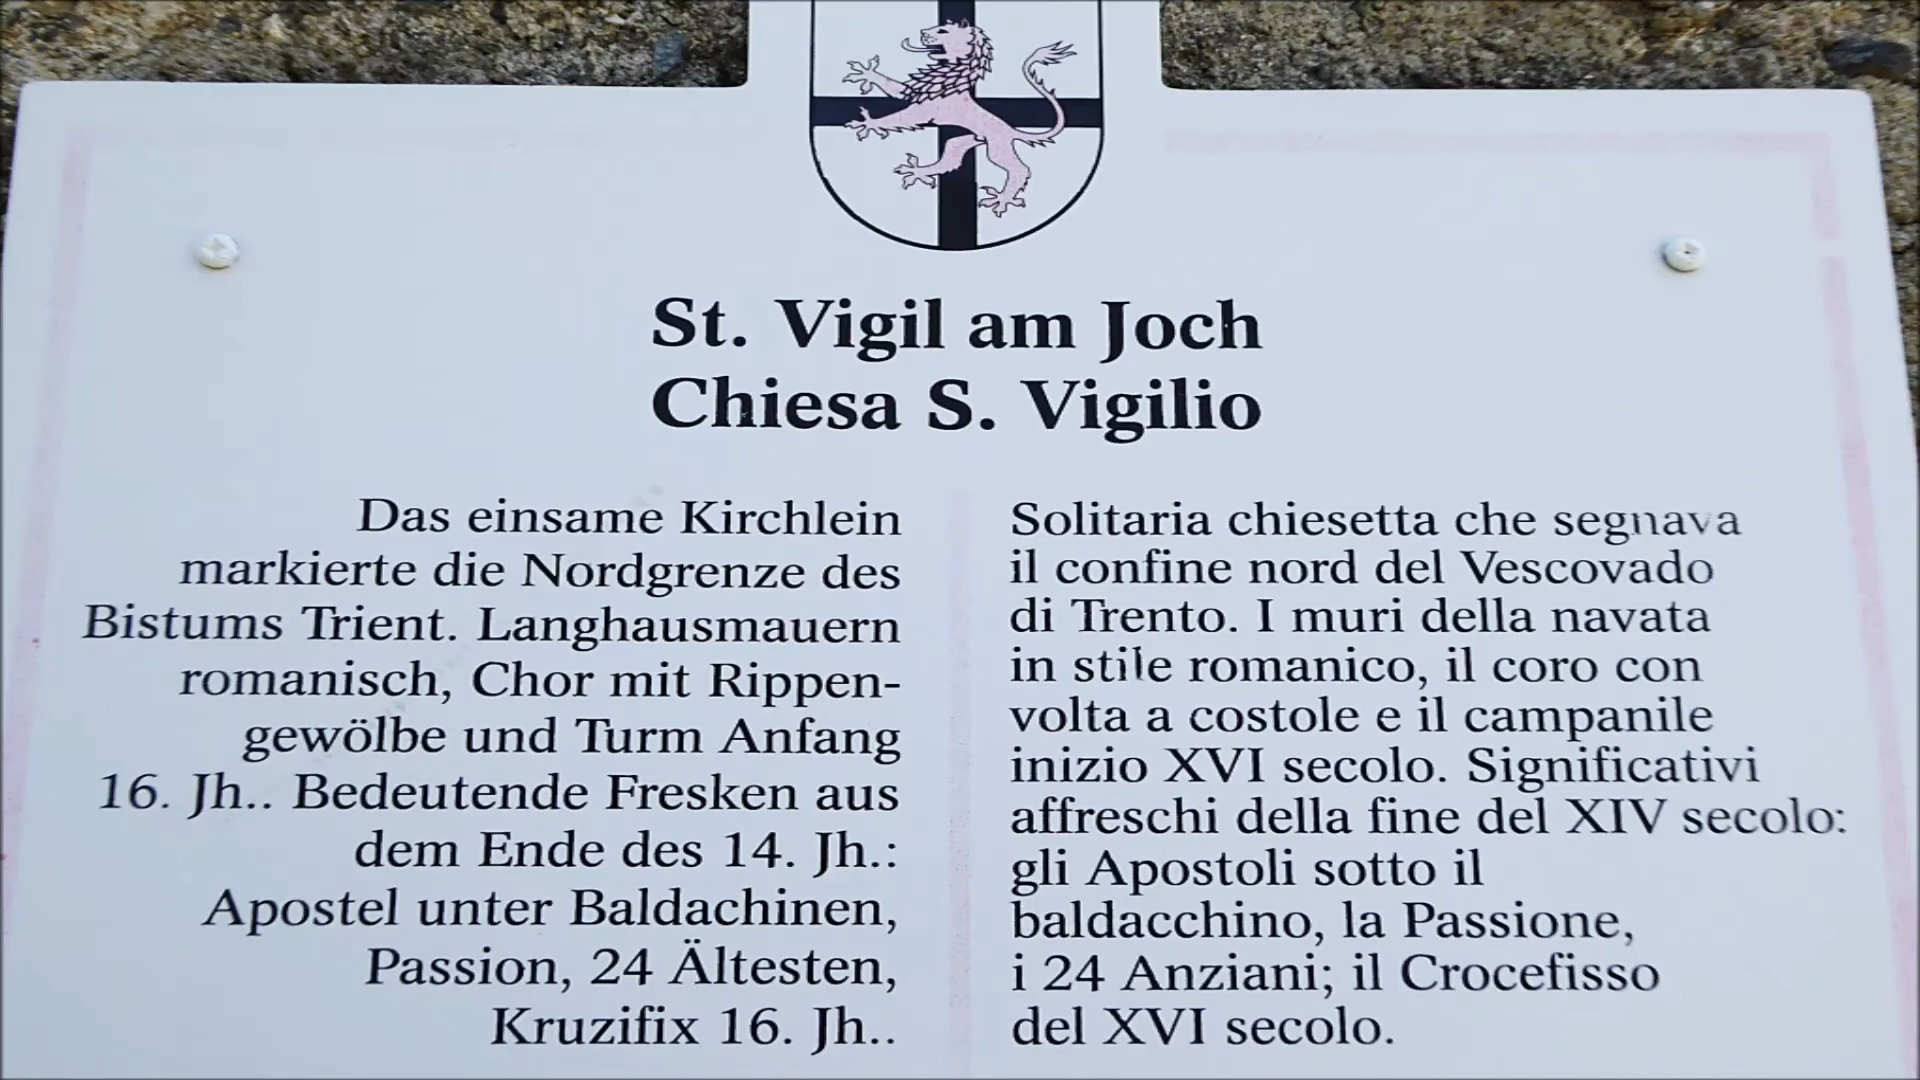 St. Vigil am Joch
Chiesa S. Vigilio
Das einsame Kirchlein
markierte die Nordgrenze des
Bistums Trient. Langhausmauern
romanisch, Chor mit Rippen-
gewölbe und Turm Anfang
16. Jh.. Bedeutende Fresken aus
dem Ende des 14. Jh.:
Apostel unter Baldachinen,
Passion, 24 Ältesten,
Kruzifix 16. Jh..
Solitaria chiesetta che segnava
il confine nord del Vescovado
di Trento. I muri della navata
in stile romanico, il coro con
volta a costole e il campanile
inizio XVI secolo. Significativi
affreschi della fine del XIV secolo:
gli Apostoli sotto il
baldacchino, la Passione,
i 24 Anziani; il Crocefisso
del XVI secolo.